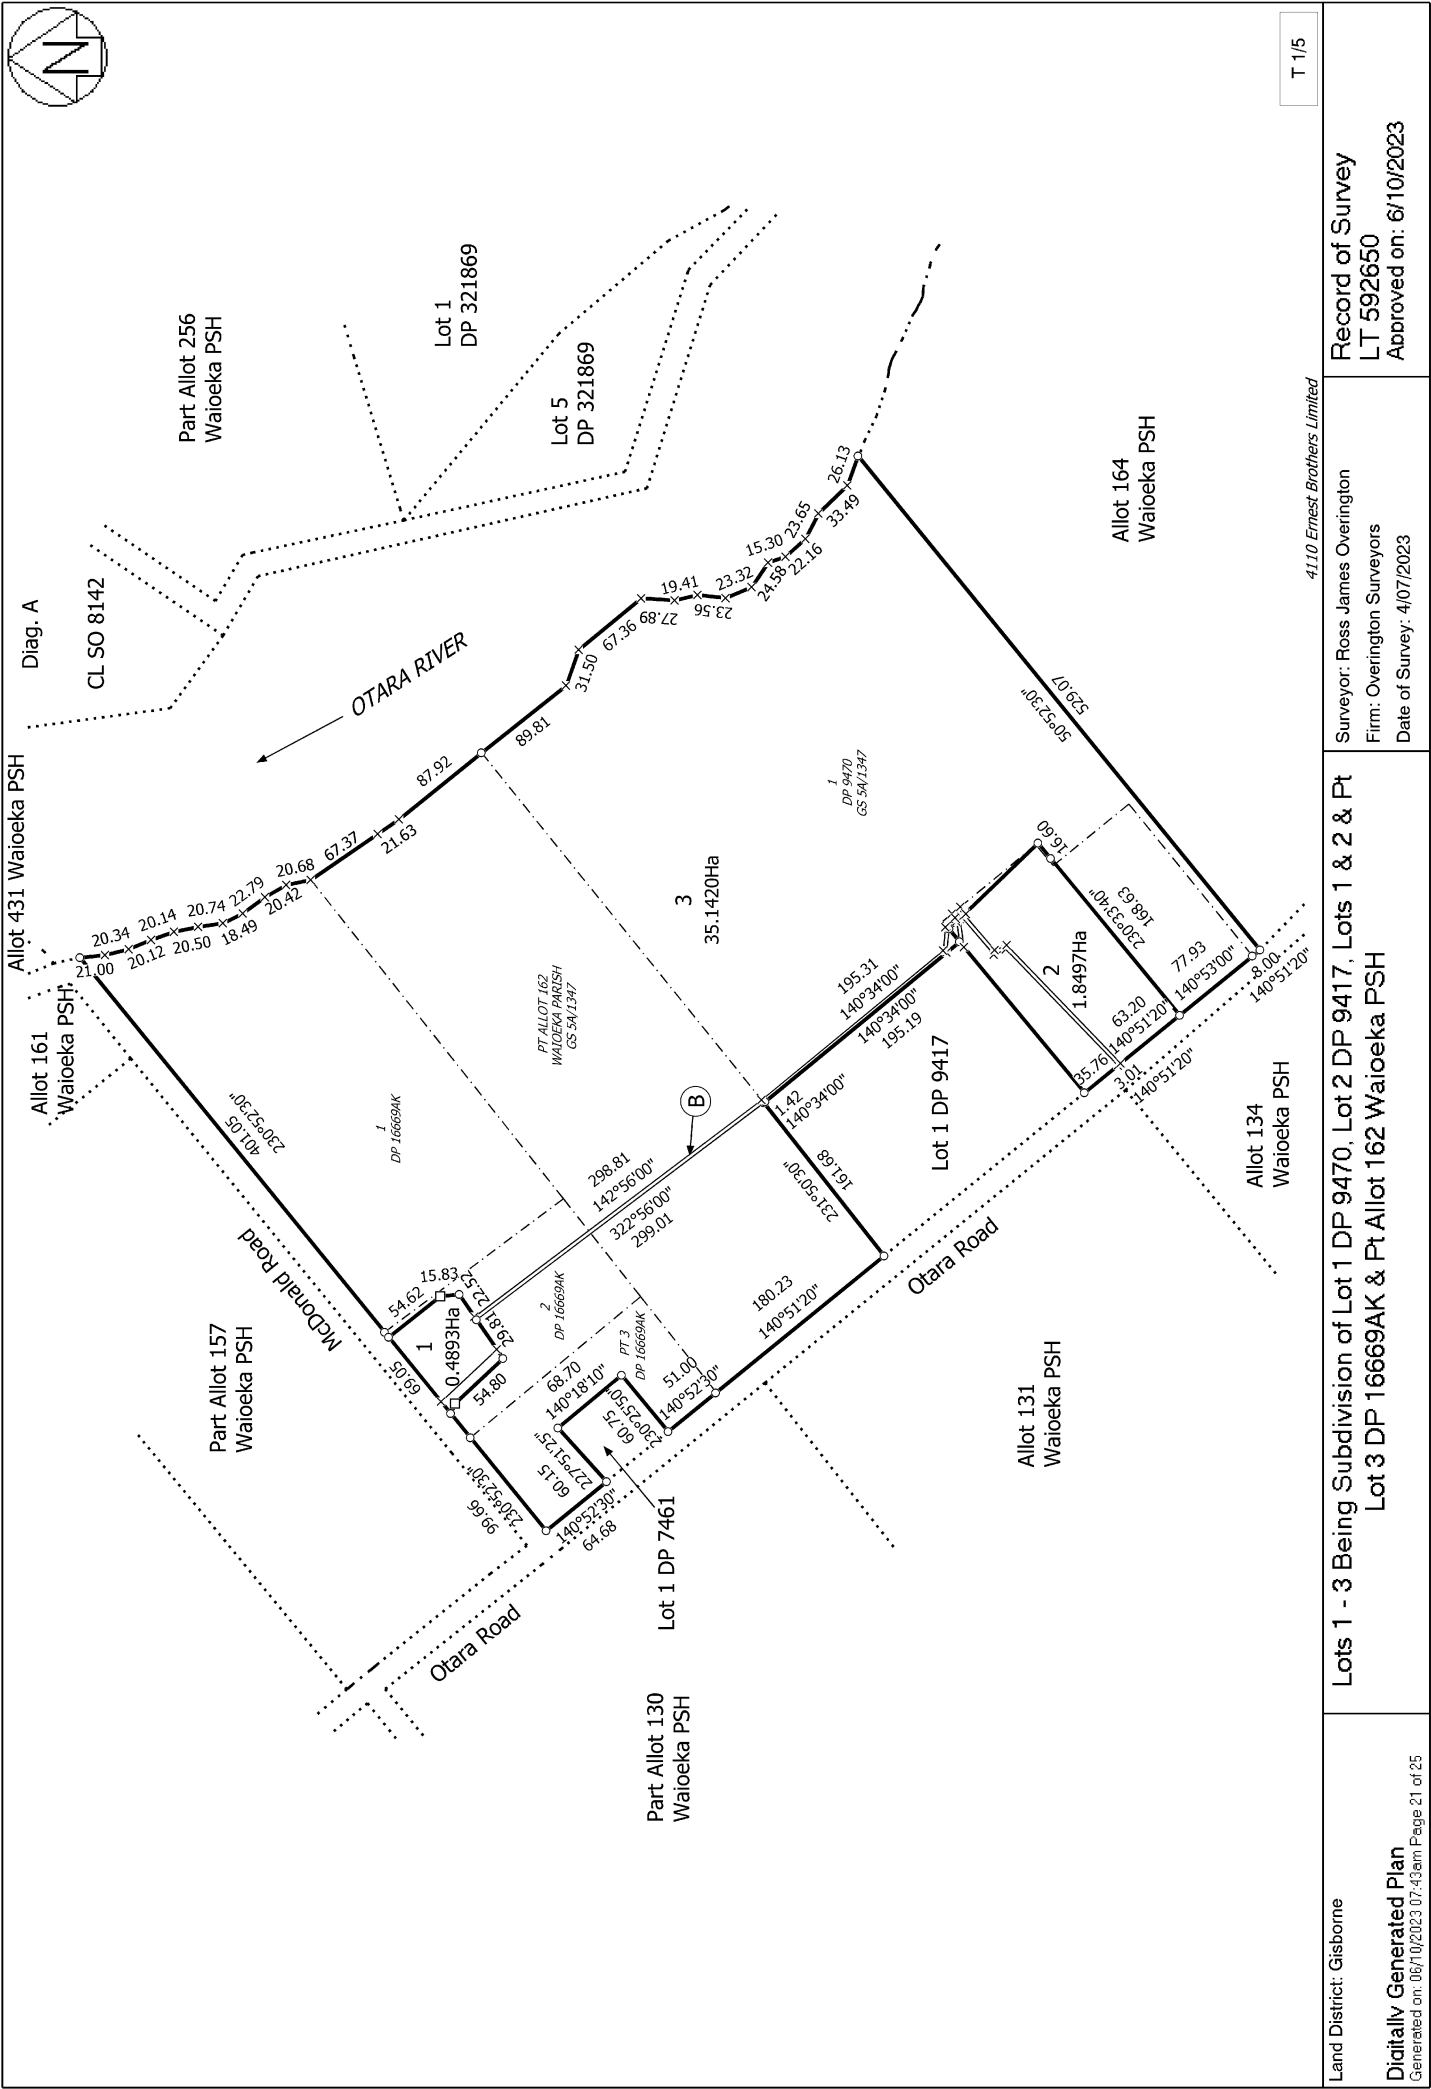 Diag. A
CL SO 8142
Allot 431 Waioeka PSH
Allot 161
Waioeka PSH
Part Allot 256
Waioeka PSH
Lot 1
DP 321869
Lot 5
DP 321869
OTARA RIVER
McDonald Road
Part Allot 157
Waioeka PSH
21.00
20.34
20.12
20.14
20.50
20.74
18.49
22.79
20.42
20.68
67.37
21.63
87.92
89.81
31.50
67.36
27.89
19.41
23.56
23.32
24.58
15.30
22.16
23.65
33.49
26.13
401.05
230°52'30"
1
DP 16669AK
PT ALLOT 162
WAIOEKA PARISH
GS 5A/1347
3
35.1420Ha
1
DP 9470
GS 5A/1347
529.07
50°52'30"
Allot 164
Waioeka PSH
54.62
15.83
22.52
29.81
54.80
69.05
1
0.4893Ha
2
DP 16669AK
PT 3
DP 16669AK
298.81
142°56'00"
322°56'00"
299.01
B
195.31
140°34'00"
140°34'00"
195.19
1.42
140°34'00"
Lot 1 DP 9417
2
1.8497Ha
16.60
168.63
230°33'40"
77.93
140°53'00"
8.00
140°51'20"
63.20
140°51'20"
35.76
3.01
140°51'20"
231°50'30"
161.68
180.23
140°51'20"
51.00
140°52'30"
68.70
140°18'10"
60.75
230°25'50"
60.15
227°51'25"
99.66
230°52'30"
140°52'30"
64.68
Lot 1 DP 7461
Otara Road
Otara Road
Part Allot 130
Waioeka PSH
Allot 131
Waioeka PSH
Allot 134
Waioeka PSH
4110 Ernest Brothers Limited
T 1/5
Land District: Gisborne
Digitally Generated Plan
Generated on: 06/10/2023 07:43am Page 21 of 25
Lots 1 - 3 Being Subdivision of Lot 1 DP 9470, Lot 2 DP 9417, Lots 1 & 2 & Pt
Lot 3 DP 16669AK & Pt Allot 162 Waioeka PSH
Surveyor: Ross James Overington
Firm: Overington Surveyors
Date of Survey: 4/07/2023
Record of Survey
LT 592650
Approved on: 6/10/2023
N